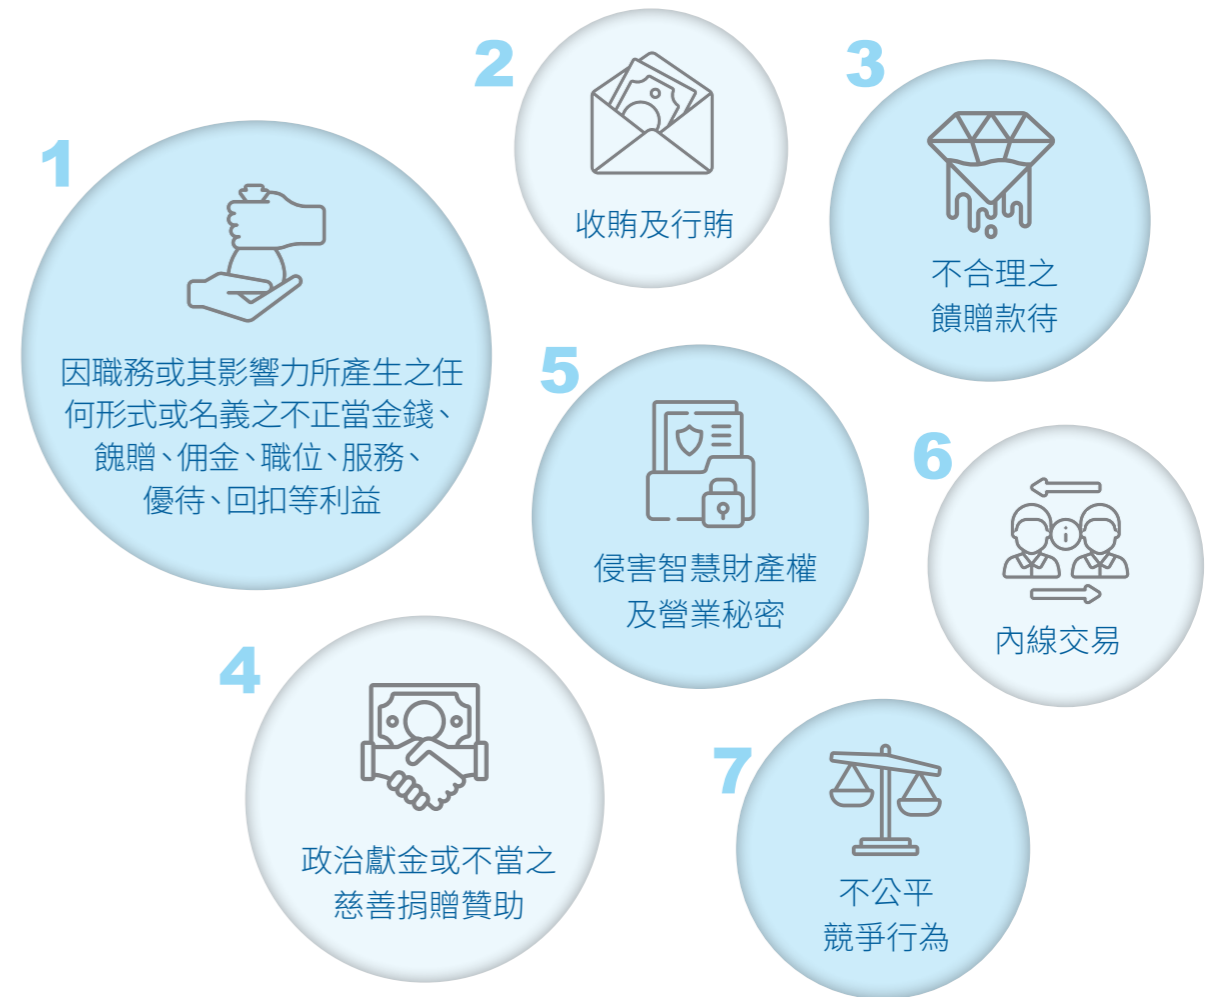 1
因職務或其影響力所產生之任
何形式或名義之不正當金錢、
餽贈、佣金、職位、服務、
優待、回扣等利益
2
收賄及行賄
3
不合理之
饋贈款待
4
政治獻金或不當之
慈善捐贈贊助
5
侵害智慧財產權
及營業秘密
6
內線交易
7
不公平
競爭行為